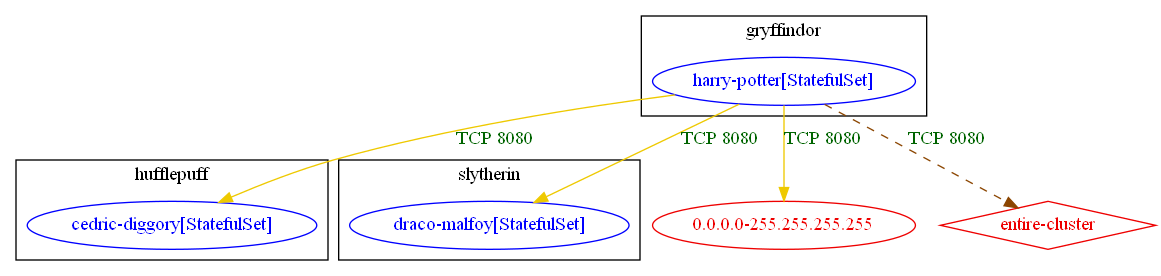 gryffindor
harry-potter[StatefulSet]
TCP 8080
TCP 8080
TCP 8080
TCP 8080
hufflepuff
slytherin
cedric-diggory[StatefulSet]
draco-malfoy[StatefulSet]
0.0.0.0-255.255.255.255
entire-cluster